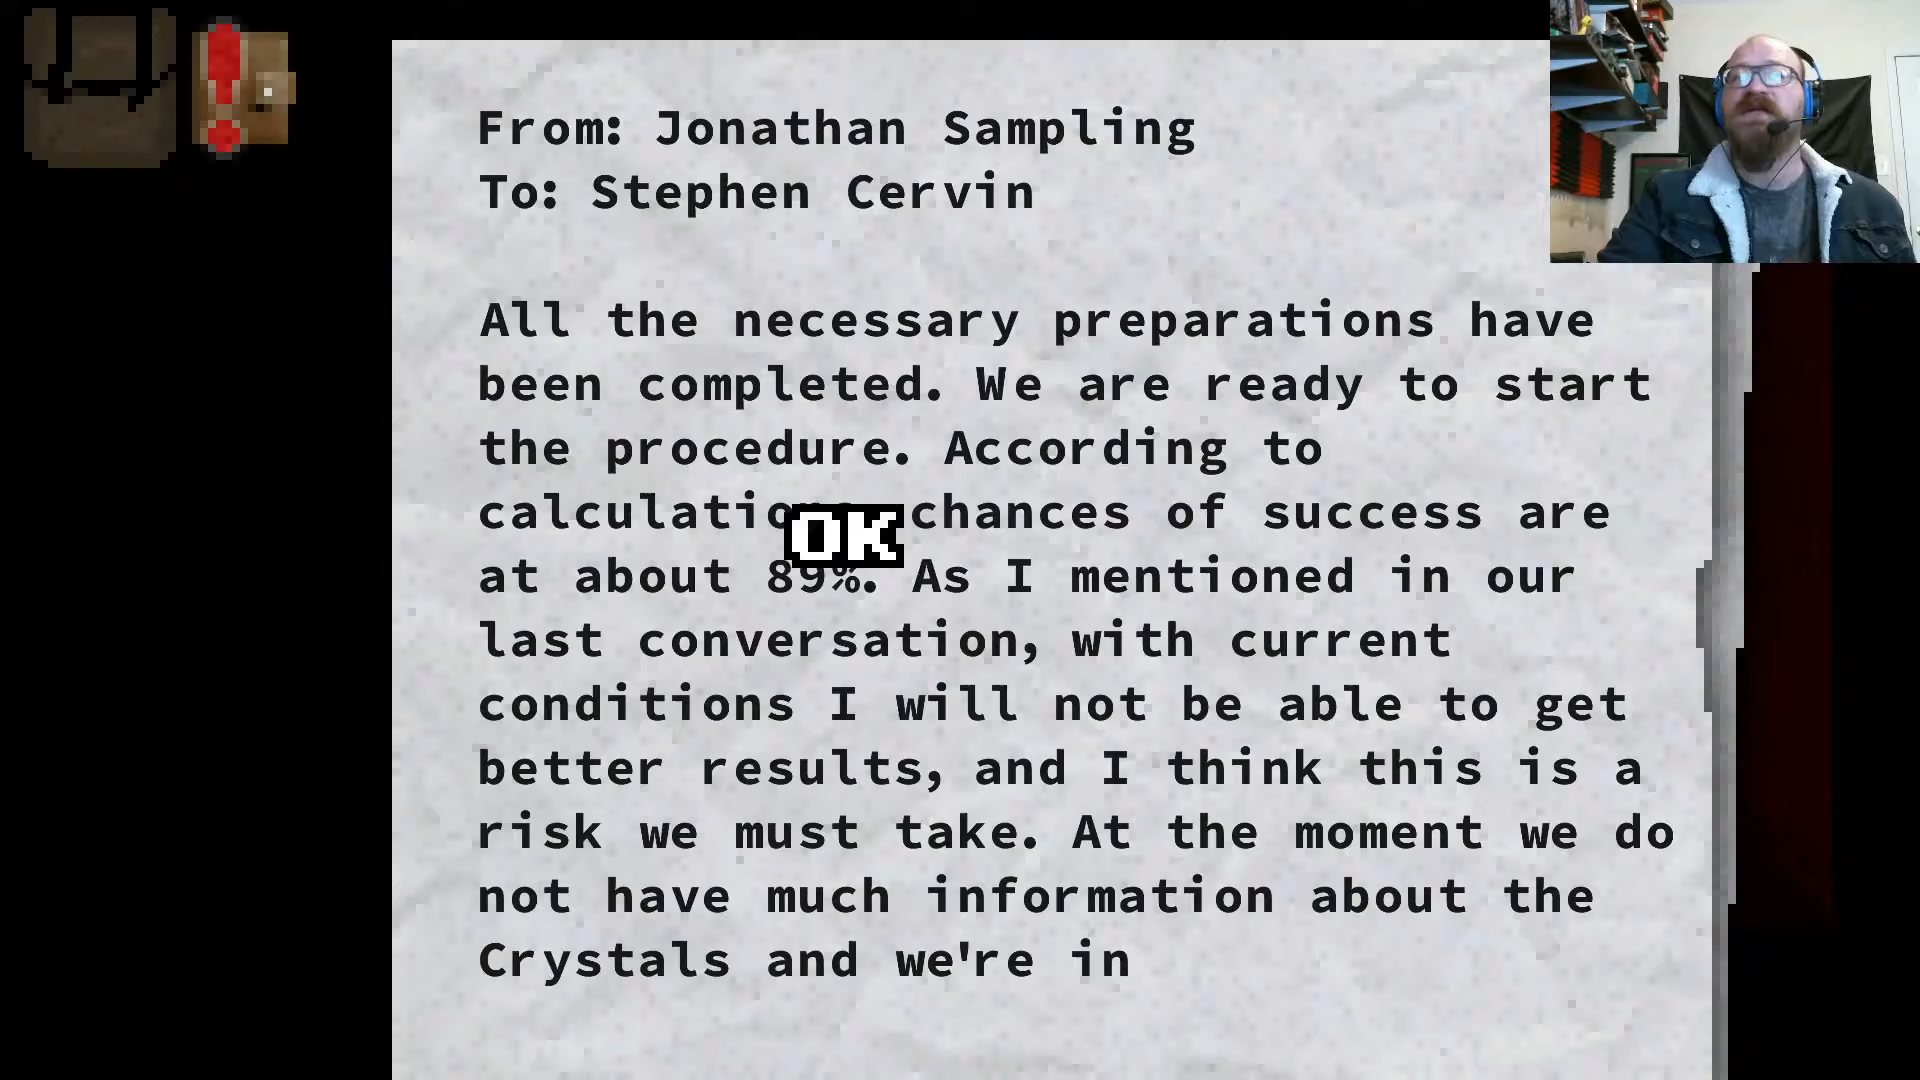 From: Jonathan Sampling
To: Stephen Cervin
All the necessary preparations have
been completed. We are ready to start
the procedure. According to
chances of success are
OK
at about 89%. As I mentioned in our
last conversation, with current
conditions I will not be able to get
better results, and I think this is a
risk we must take. At the moment we do
not have much information about the
Crystals and we're in